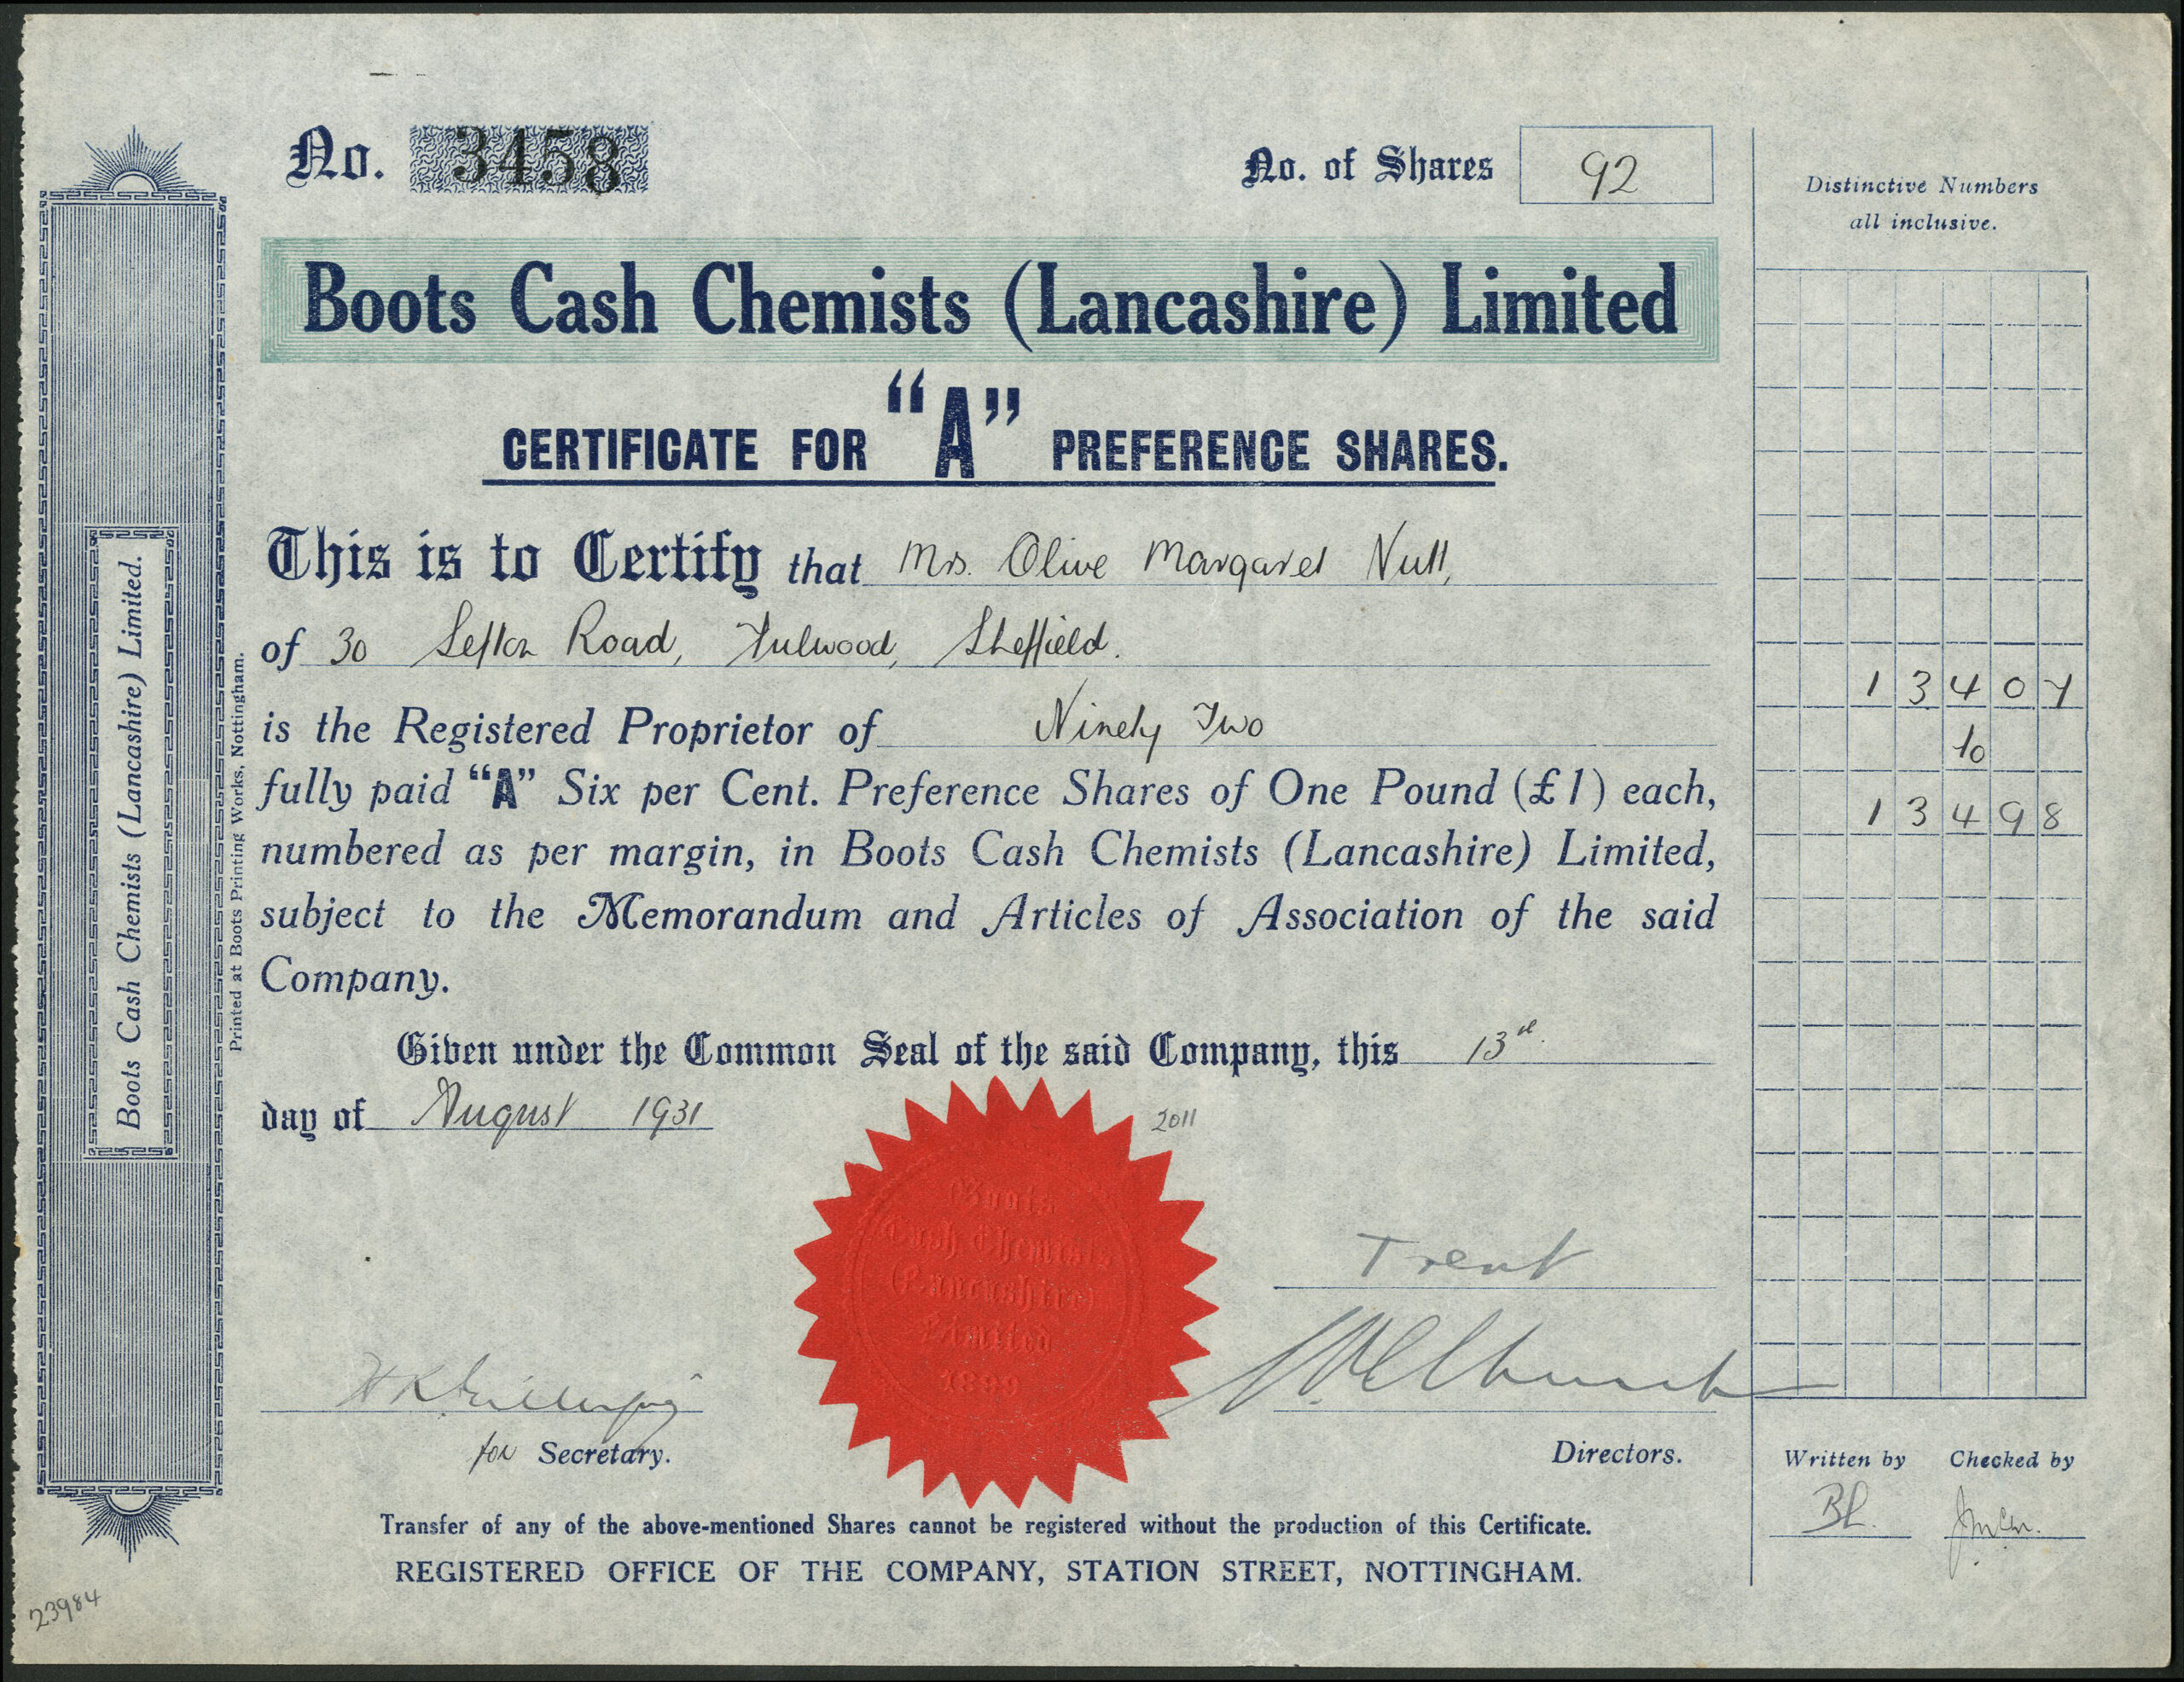 No. 3458
No. of Shares 92
Distinctive Numbers
all inclusive.
Boots Cash Chemists (Lancashire) Limited
CERTIFICATE FOR "A" PREFERENCE SHARES.
This is to Certify that Mrs. Olive Margaret Nutt,
of 30 Sefton Road, Fulwood, Sheffield.
is the Registered Proprietor of Ninety Two
fully paid "A" Six per Cent. Preference Shares of One Pound (£1) each,
numbered as per margin, in Boots Cash Chemists (Lancashire) Limited,
subject to the Memorandum and Articles of Association of the said
Company.
Given under the Common Seal of the said Company, this 13th
day of August 1931
2011
13407
to
13498
Boots
Cash Chemists
(Lancashire)
Limited
1899
Trent
for Secretary.
Directors.
Written by Checked by
BL.
Transfer of any of the above-mentioned Shares cannot be registered without the production of this Certificate.
REGISTERED OFFICE OF THE COMPANY, STATION STREET, NOTTINGHAM.
Boots Cash Chemists (Lancashire) Limited.
Printed at Boots Printing Works, Nottingham.
23984